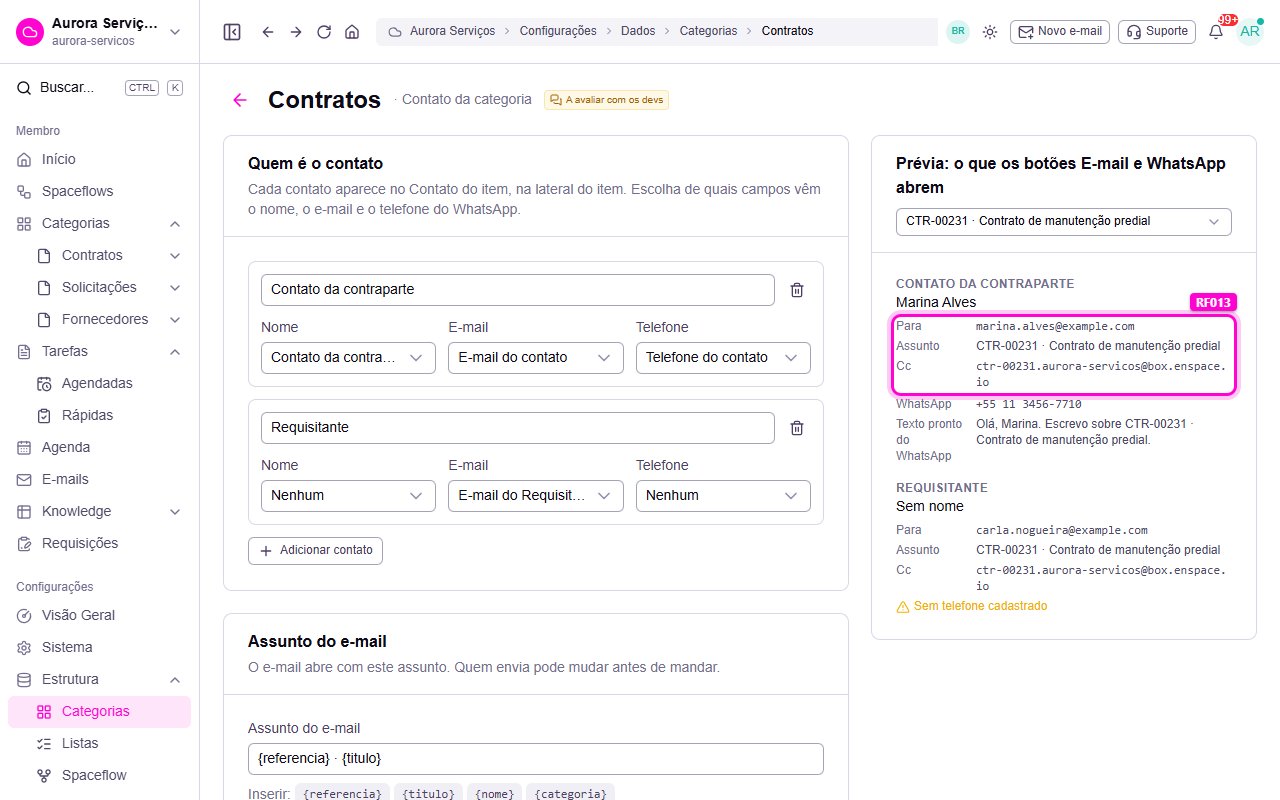 Aurora Serviç...
aurora-servicos
Aurora Serviços
Configurações
Dados
Categorias
Contratos
BR
Novo e-mail
Suporte
99+
AR
Buscar...
CTRL
K
Membro
Início
Spaceflows
Categorias
Contratos
Solicitações
Fornecedores
Tarefas
Agendadas
Rápidas
Agenda
E-mails
Knowledge
Requisições
Configurações
Visão Geral
Sistema
Estrutura
Categorias
Listas
Spaceflow
Contratos
· Contato da categoria
A avaliar com os devs
Quem é o contato
Cada contato aparece no Contato do item, na lateral do item. Escolha de quais campos vêm
o nome, o e-mail e o telefone do WhatsApp.
Contato da contraparte
Nome
E-mail
Telefone
Contato da contra...
E-mail do contato
Telefone do contato
Requisitante
Nome
E-mail
Telefone
Nenhum
E-mail do Requisit...
Nenhum
Adicionar contato
Assunto do e-mail
O e-mail abre com este assunto. Quem envia pode mudar antes de mandar.
Assunto do e-mail
{referencia} · {titulo}
Inserir:
{referencia}
{titulo}
{nome}
{categoria}
Prévia: o que os botões E-mail e WhatsApp
abrem
CTR-00231 · Contrato de manutenção predial
CONTATO DA CONTRAPARTE
Marina Alves
RF013
Para
marina.alves@example.com
Assunto
CTR-00231 · Contrato de manutenção predial
Cc
ctr-00231.aurora-servicos@box.enspace.
io
WhatsApp
+55 11 3456-7710
Texto pronto
do
WhatsApp
Olá, Marina. Escrevo sobre CTR-00231 ·
Contrato de manutenção predial.
REQUISITANTE
Sem nome
Para
carla.nogueira@example.com
Assunto
CTR-00231 · Contrato de manutenção predial
Cc
ctr-00231.aurora-servicos@box.enspace.
io
Sem telefone cadastrado